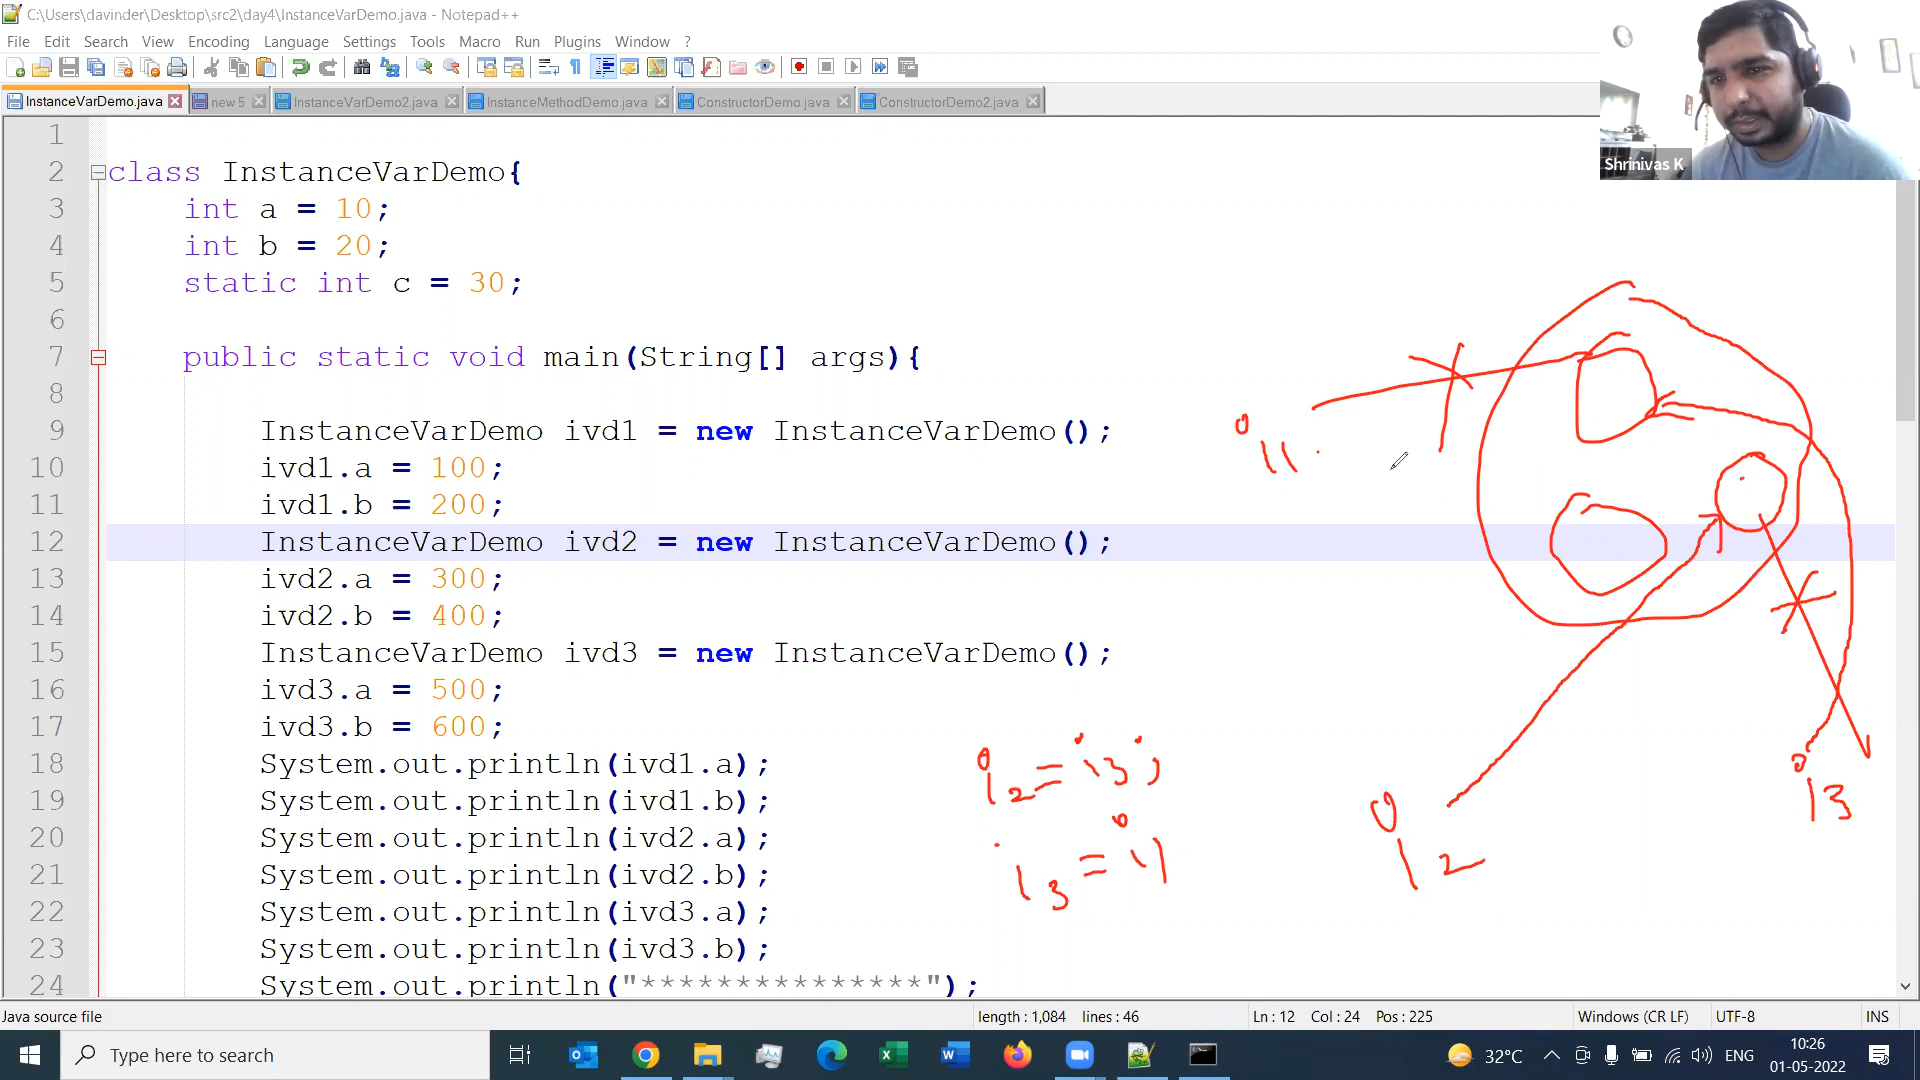 C:\Users\davinder\Desktop\src2\day4\InstanceVarDemo.java - Notepad++
File Edit Search View Encoding Language Settings Tools Macro Run Plugins Window ?
InstanceVarDemo.java new 5 InstanceVarDemo2.java InstanceMethodDemo.java ConstructorDemo.java ConstructorDemo2.java
Shrinivas K
1
2 class InstanceVarDemo{
3 int a = 10;
4 int b = 20;
5 static int c = 30;
6
7 public static void main(String[] args){
8
9 InstanceVarDemo ivd1 = new InstanceVarDemo();
10 ivd1.a = 100;
11 ivd1.b = 200;
12 InstanceVarDemo ivd2 = new InstanceVarDemo();
13 ivd2.a = 300;
14 ivd2.b = 400;
15 InstanceVarDemo ivd3 = new InstanceVarDemo();
16 ivd3.a = 500;
17 ivd3.b = 600;
18 System.out.println(ivd1.a);
19 System.out.println(ivd1.b);
20 System.out.println(ivd2.a);
21 System.out.println(ivd2.b);
22 System.out.println(ivd3.a);
23 System.out.println(ivd3.b);
24 System.out.println("***************");
i1
i2 = i3;
i3 = i1
i2
i3
Java source file length : 1,084 lines : 46 Ln : 12 Col : 24 Pos : 225 Windows (CR LF) UTF-8 INS
Type here to search 32°C ENG 10:26
01-05-2022